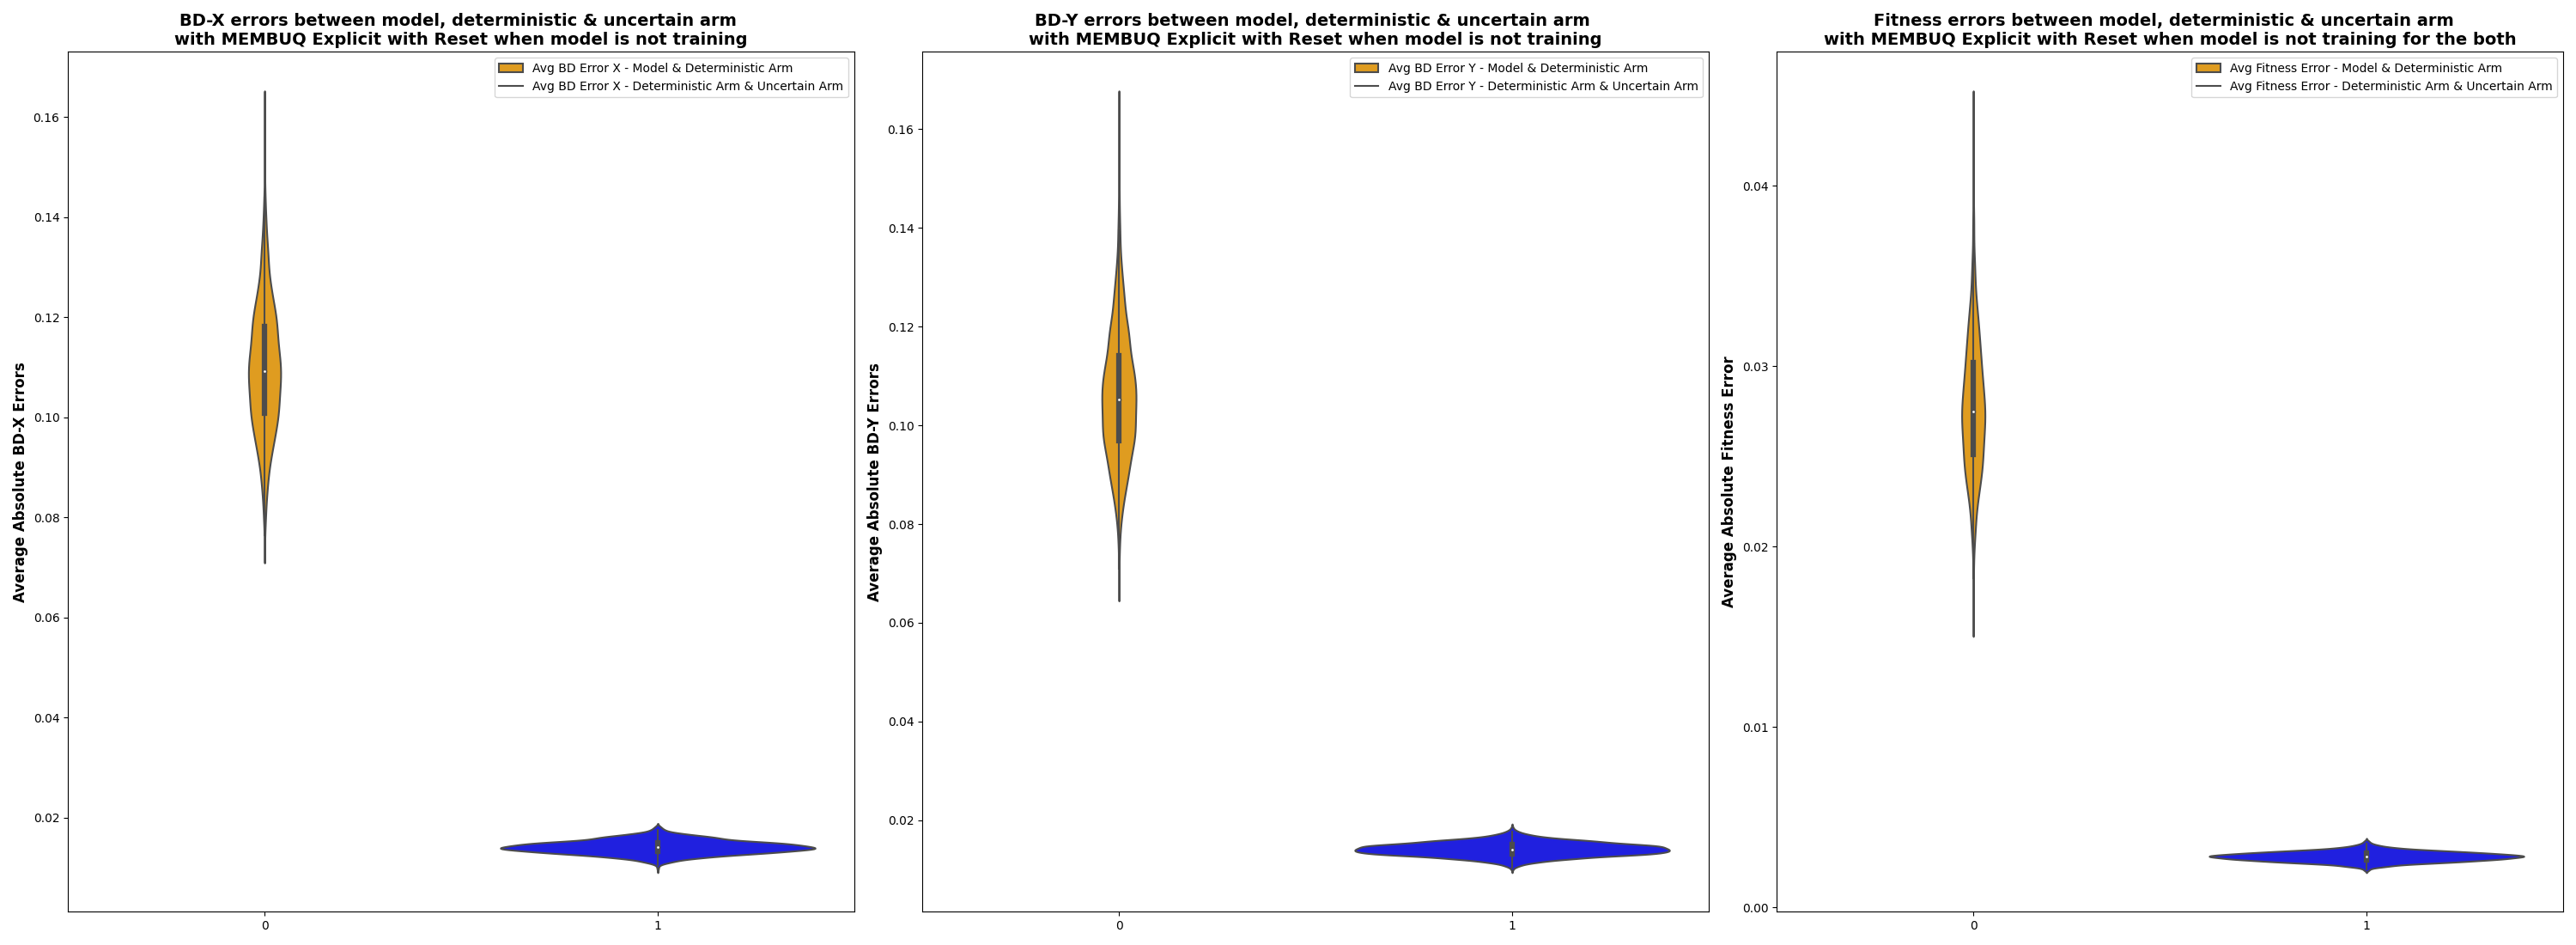 BD-X errors between model, deterministic & uncertain arm
with MEMBUQ Explicit with Reset when model is not training
Avg BD Error X - Model & Deterministic Arm
Avg BD Error X - Deterministic Arm & Uncertain Arm
Average Absolute BD-X Errors
0.16
0.14
0.12
0.10
0.08
0.06
0.04
0.02
0
1
BD-Y errors between model, deterministic & uncertain arm
with MEMBUQ Explicit with Reset when model is not training
Avg BD Error Y - Model & Deterministic Arm
Avg BD Error Y - Deterministic Arm & Uncertain Arm
Average Absolute BD-Y Errors
0.16
0.14
0.12
0.10
0.08
0.06
0.04
0.02
0
1
Fitness errors between model, deterministic & uncertain arm
with MEMBUQ Explicit with Reset when model is not training for the both
Avg Fitness Error - Model & Deterministic Arm
Avg Fitness Error - Deterministic Arm & Uncertain Arm
Average Absolute Fitness Error
0.04
0.03
0.02
0.01
0.00
0
1